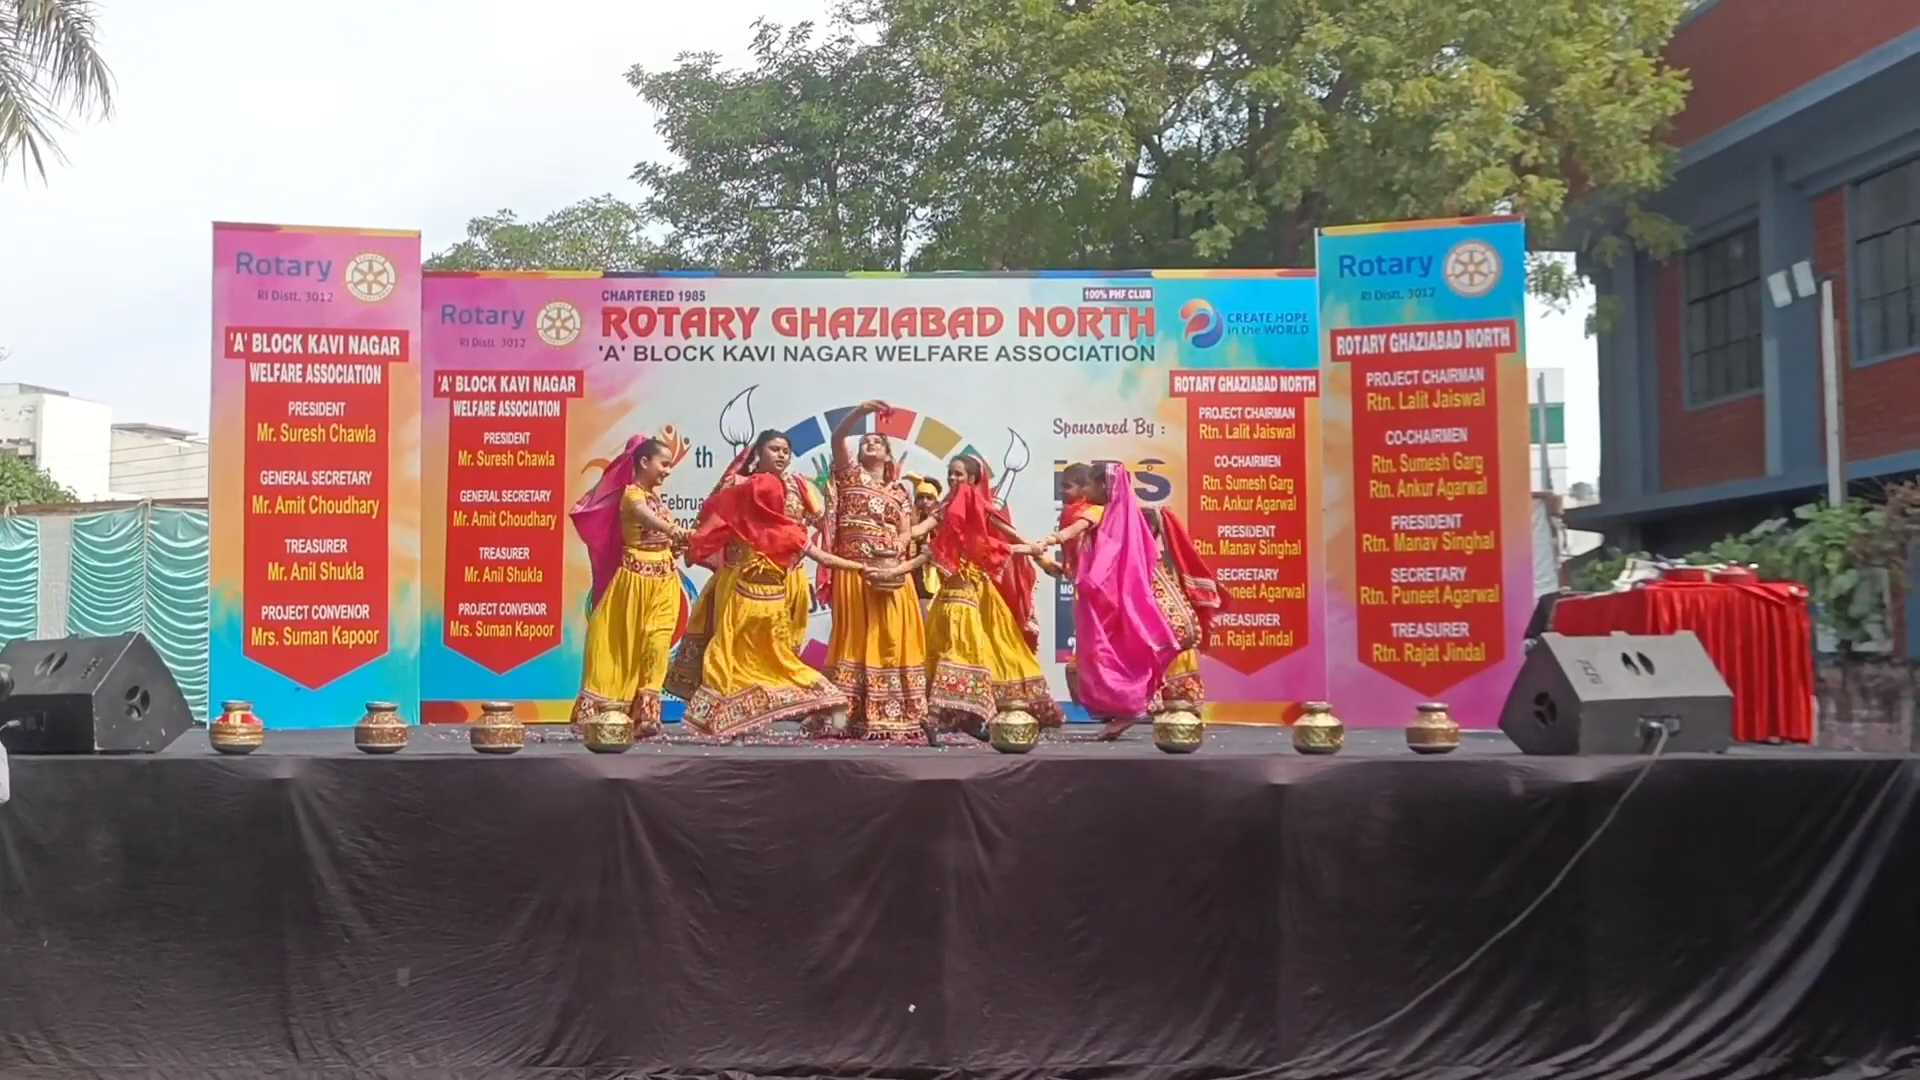 Rotary
RI Distt. 3012
'A' BLOCK KAVI NAGAR
WELFARE ASSOCIATION
PRESIDENT
Mr. Suresh Chawla
GENERAL SECRETARY
Mr. Amit Choudhary
TREASURER
Mr. Anil Shukla
PROJECT CONVENOR
Mrs. Suman Kapoor
Rotary
RI Distt. 3012
'A' BLOCK KAVI NAGAR
WELFARE ASSOCIATION
PRESIDENT
Mr. Suresh Chawla
GENERAL SECRETARY
Mr. Amit Choudhary
TREASURER
Mr. Anil Shukla
PROJECT CONVENOR
Mrs. Suman Kapoor
CHARTERED 1985
100% PHF CLUB
ROTARY GHAZIABAD NORTH
'A' BLOCK KAVI NAGAR WELFARE ASSOCIATION
th
Sponsored By :
CREATE HOPE
in the WORLD
ROTARY GHAZIABAD NORTH
PROJECT CHAIRMAN
Rtn. Lalit Jaiswal
CO-CHAIRMEN
Rtn. Sumesh Garg
Rtn. Ankur Agarwal
PRESIDENT
Rtn. Manav Singhal
SECRETARY
Puneet Agarwal
TREASURER
Rtn. Rajat Jindal
Rotary
RI Distt. 3012
ROTARY GHAZIABAD NORTH
PROJECT CHAIRMAN
Rtn. Lalit Jaiswal
CO-CHAIRMEN
Rtn. Sumesh Garg
Rtn. Ankur Agarwal
PRESIDENT
Rtn. Manav Singhal
SECRETARY
Rtn. Puneet Agarwal
TREASURER
Rtn. Rajat Jindal